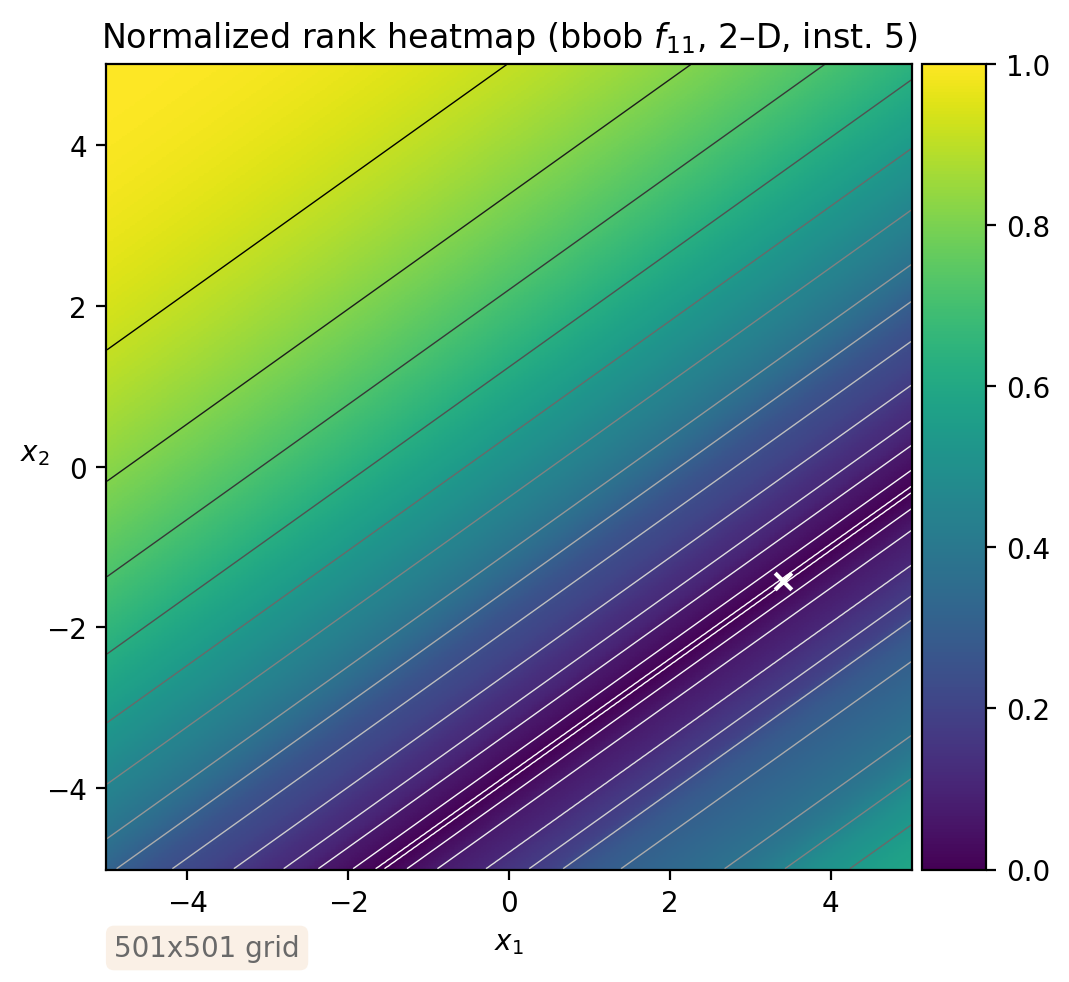 Normalized rank heatmap (bbob f₁₁, 2–D, inst. 5)
1.0
0.8
0.6
0.4
0.2
0.0
4
2
0
−2
−4
x₂
−4 −2 0 2 4
x₁
501x501 grid